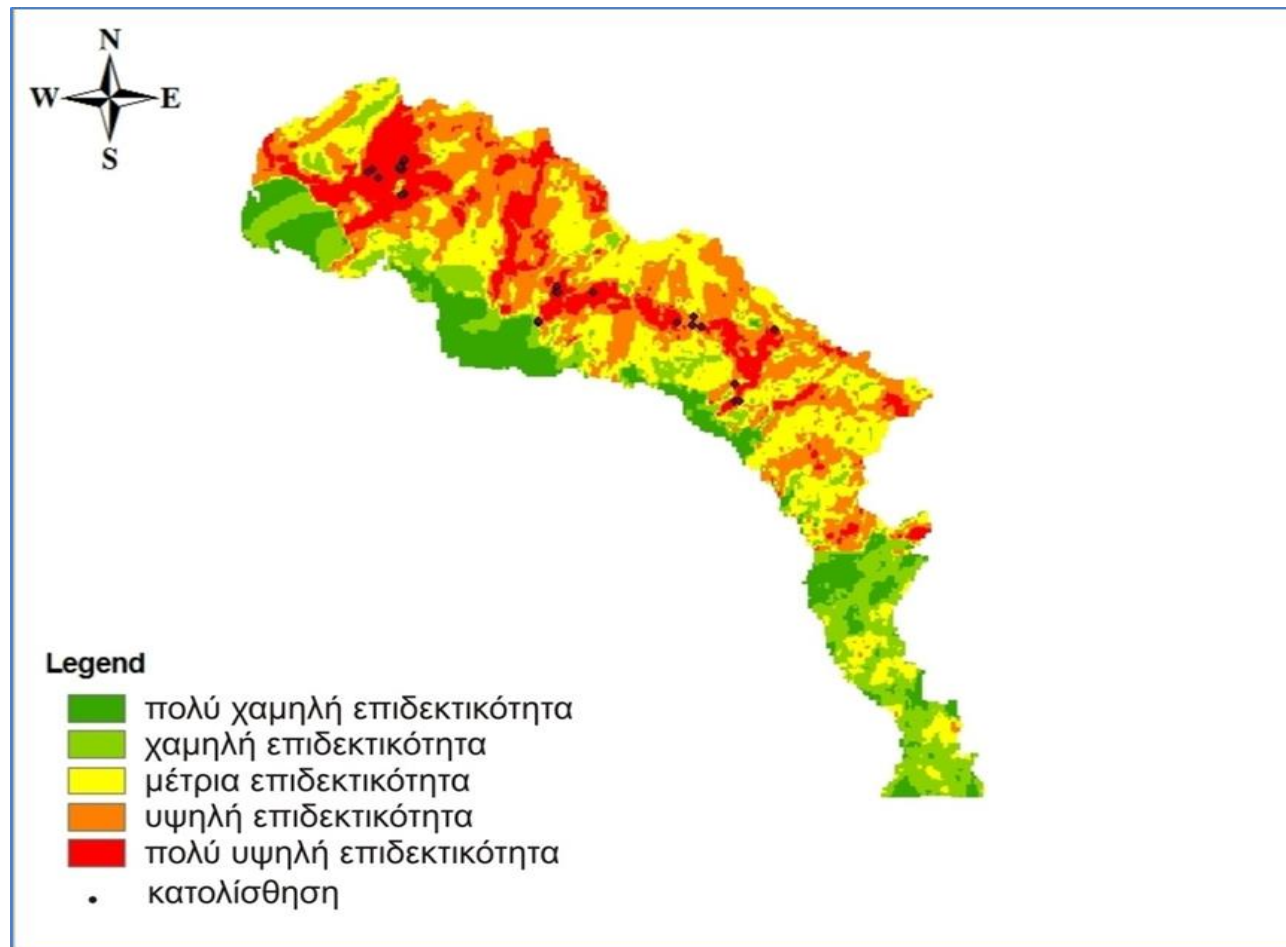 N
W E
S
Legend
πολύ χαμηλή επιδεκτικότητα
χαμηλή επιδεκτικότητα
μέτρια επιδεκτικότητα
υψηλή επιδεκτικότητα
πολύ υψηλή επιδεκτικότητα
κατολίσθηση